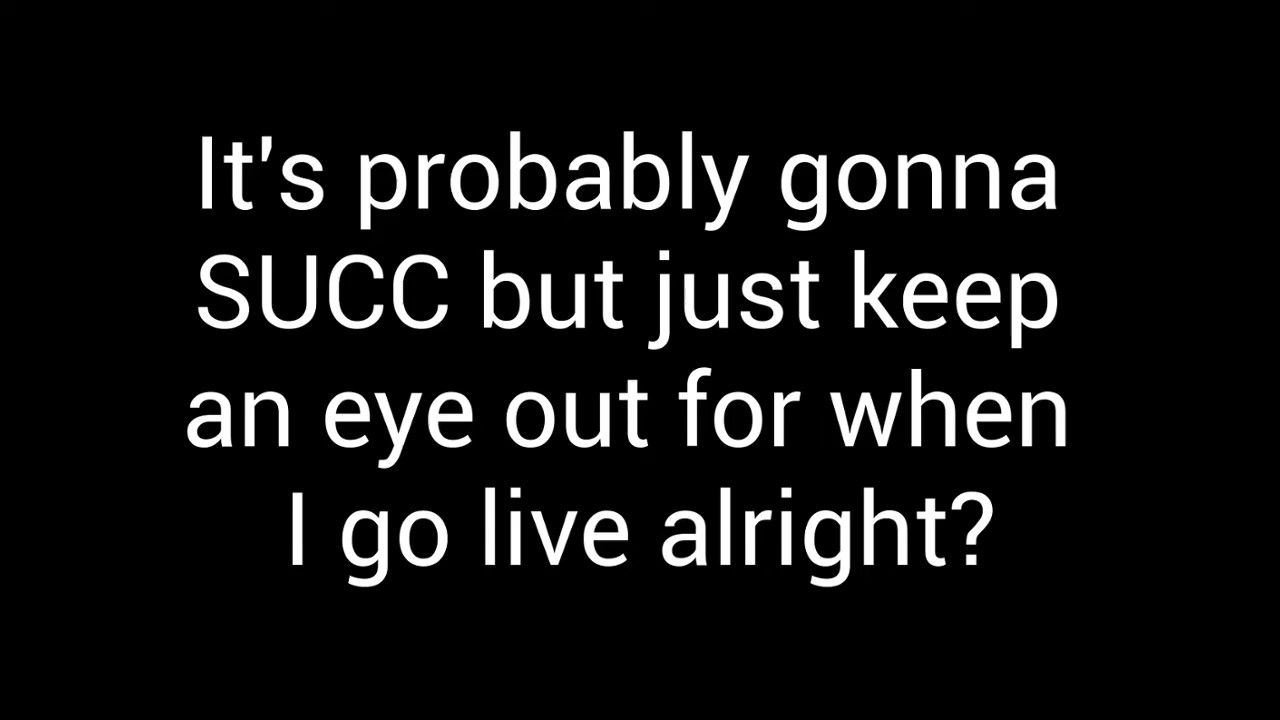 It's probably gonna
SUCC but just keep
an eye out for when
I go live alright?